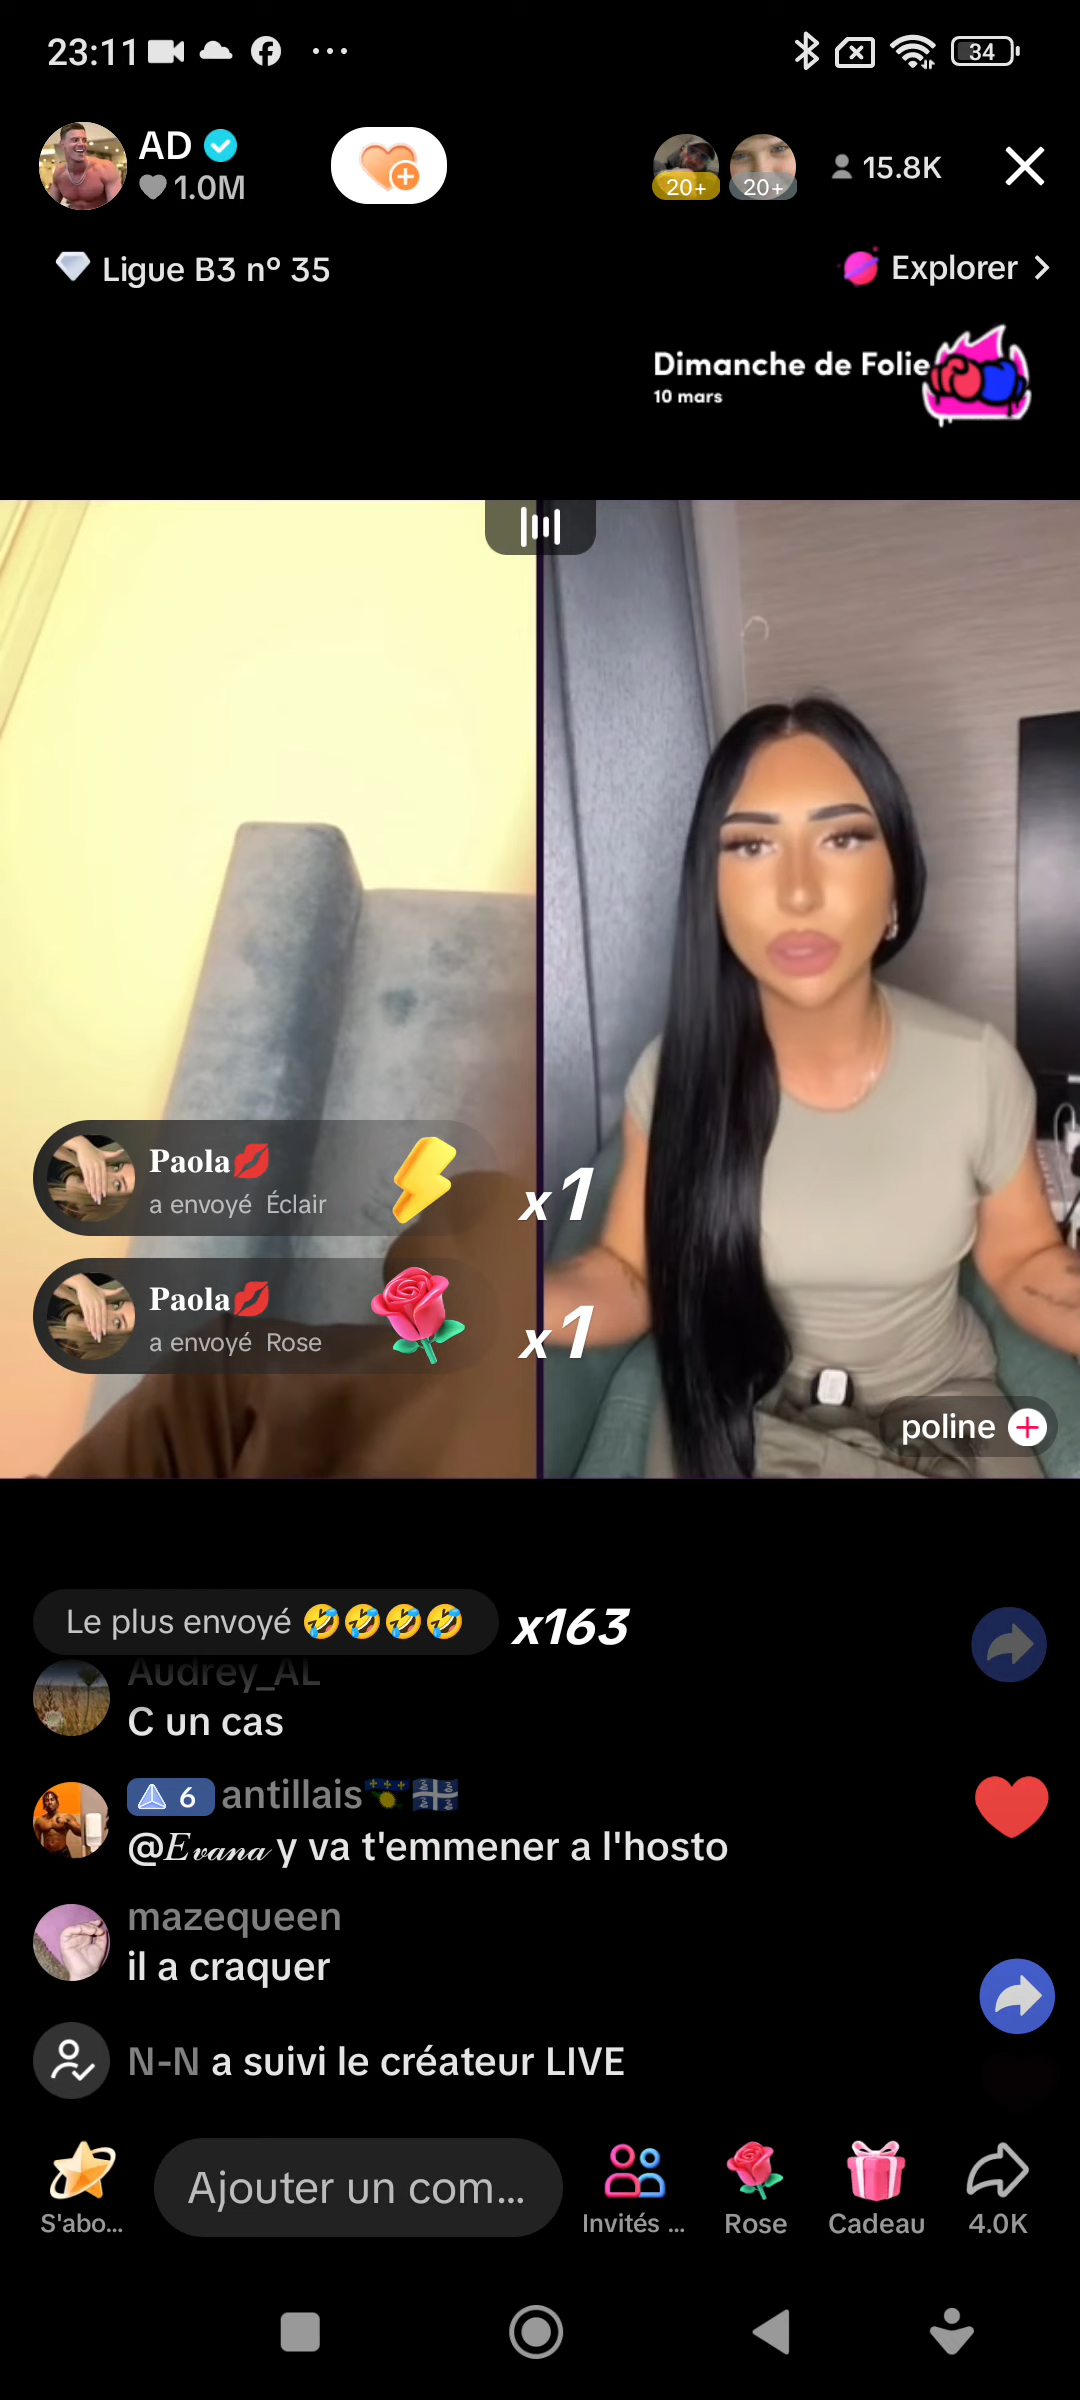 23:11
34
AD
1.0M
20+
20+
15.8K
Ligue B3 nº 35
Explorer
Dimanche de Folie
10 mars
Paola💋
a envoyé Éclair
x1
Paola💋
a envoyé Rose
x1
poline
Le plus envoyé 🤣🤣🤣🤣 x163
Audrey_AL
C un cas
6 antillais
@Evana y va t'emmener a l'hosto
mazequeen
il a craquer
N-N a suivi le créateur LIVE
S'abo...
Ajouter un com...
Invités ...
Rose
Cadeau
4.0K